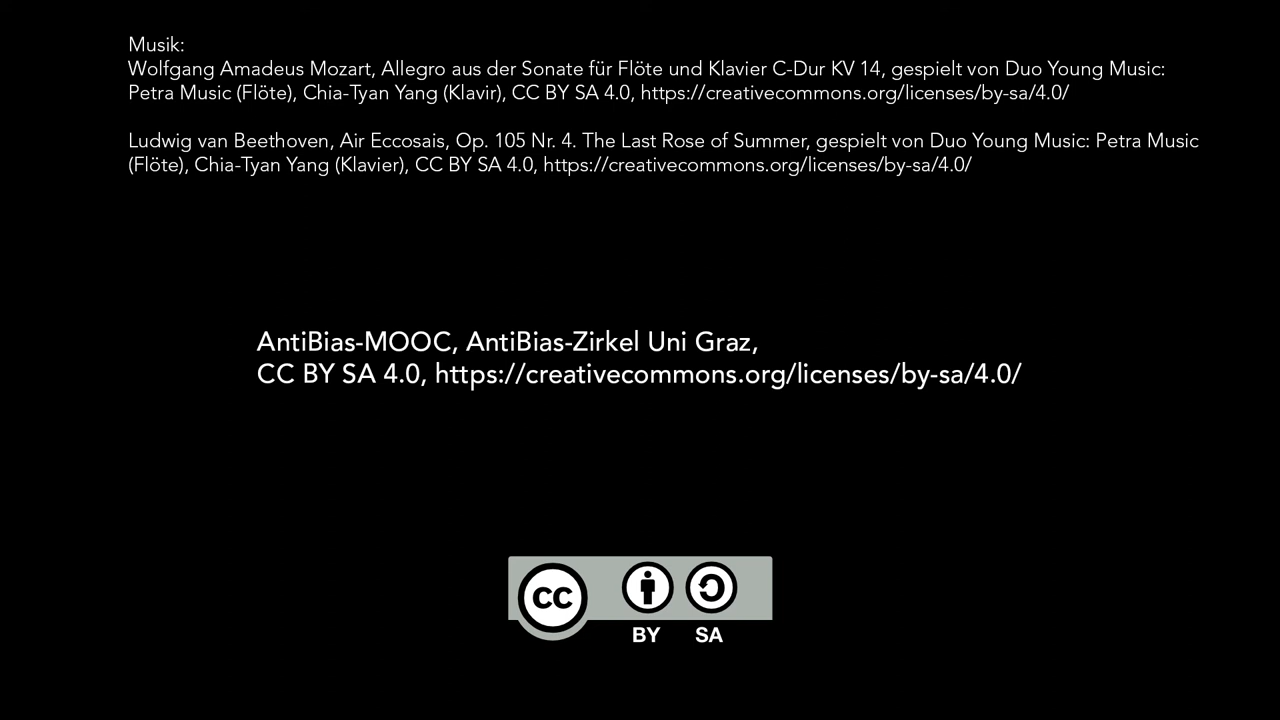 Musik:
Wolfgang Amadeus Mozart, Allegro aus der Sonate für Flöte und Klavier C-Dur KV 14, gespielt von Duo Young Music:
Petra Music (Flöte), Chia-Tyan Yang (Klavir), CC BY SA 4.0, https://creativecommons.org/licenses/by-sa/4.0/
Ludwig van Beethoven, Air Eccosais, Op. 105 Nr. 4. The Last Rose of Summer, gespielt von Duo Young Music: Petra Music
(Flöte), Chia-Tyan Yang (Klavier), CC BY SA 4.0, https://creativecommons.org/licenses/by-sa/4.0/
AntiBias-MOOC, AntiBias-Zirkel Uni Graz,
CC BY SA 4.0, https://creativecommons.org/licenses/by-sa/4.0/
cc
BY SA